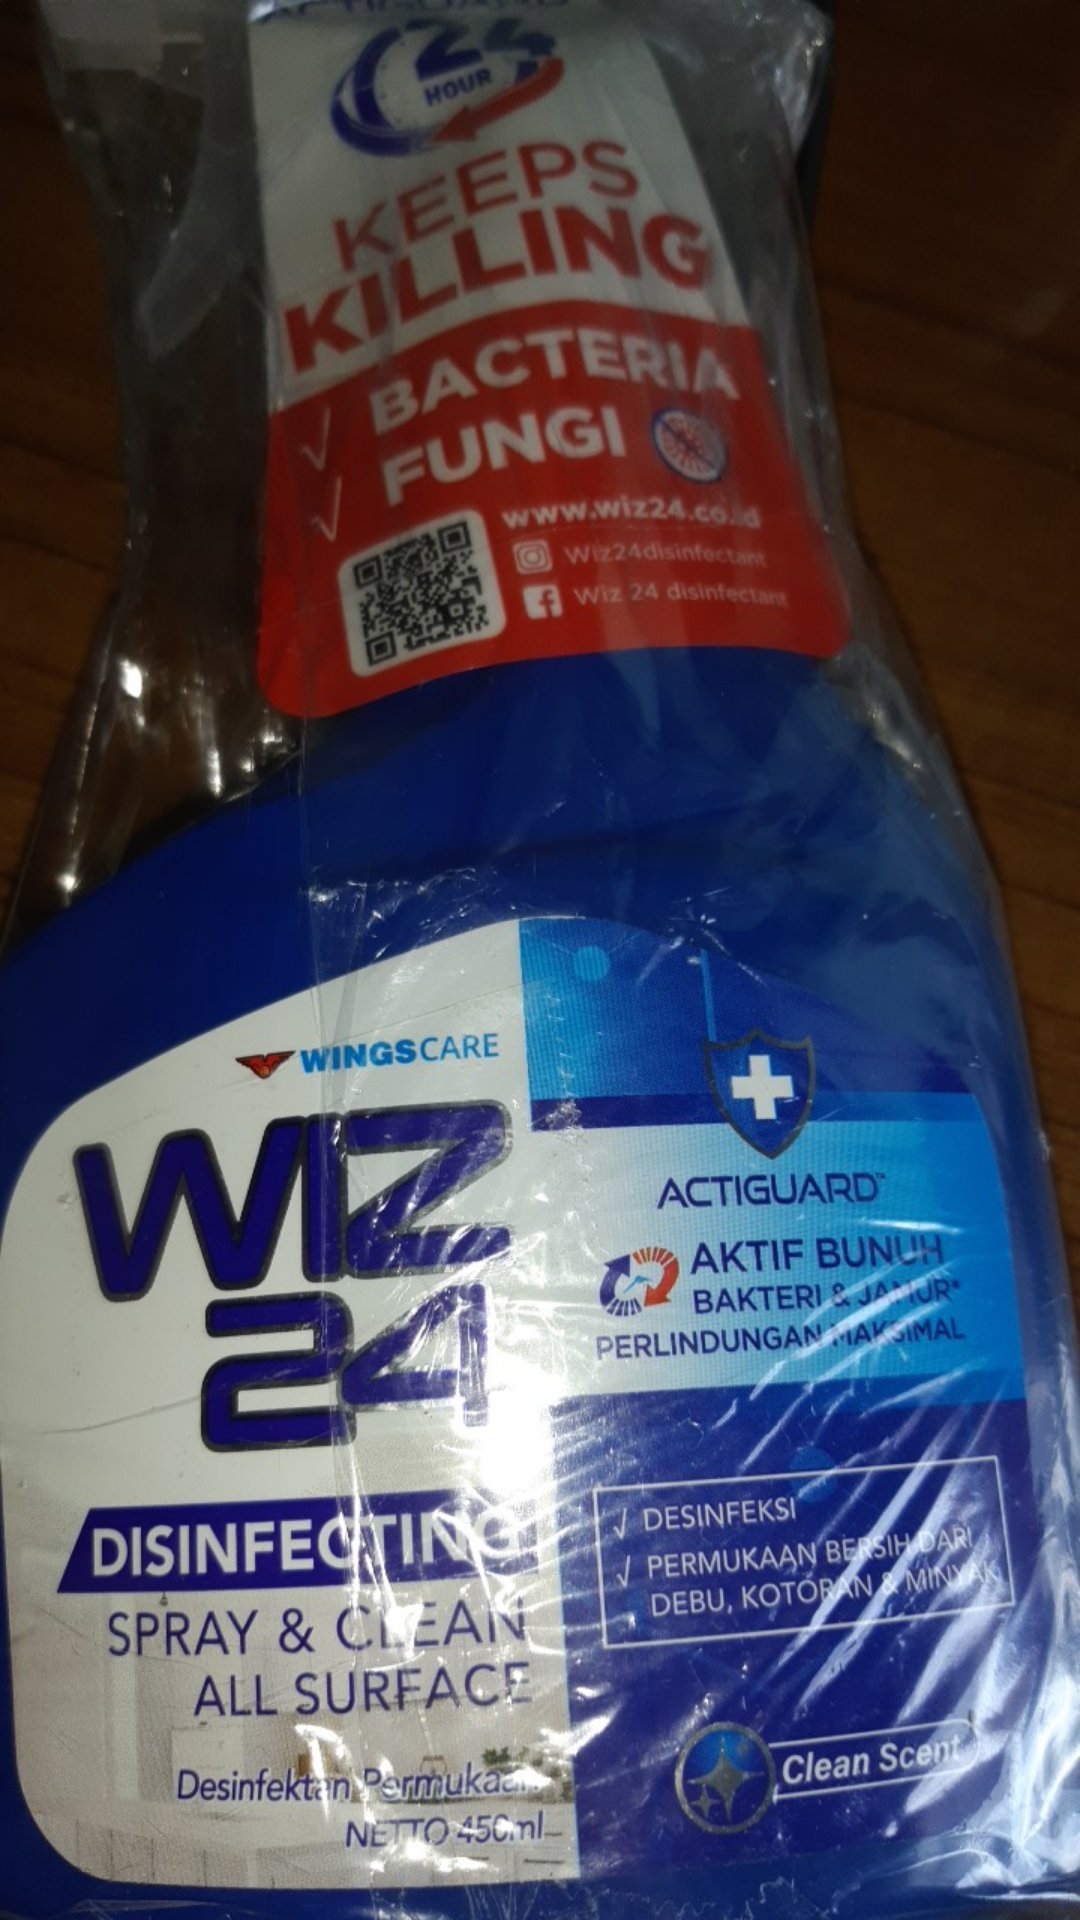 ACTIGUARD
24
HOUR
KEEPS
KILLING
√ BACTERIA
√ FUNGI
www.wiz24.co.id
Wiz24disinfectant
Wiz 24 disinfectant
WINGSCARE
WIZ
24
DISINFECTING
SPRAY & CLEAN
ALL SURFACE
Desinfektan Permukaan
NETTO 450ml
ACTIGUARD™
AKTIF BUNUH
BAKTERI & JAMUR*
PERLINDUNGAN MAKSIMAL
√ DESINFEKSI
√ PERMUKAAN BERSIH DARI
DEBU, KOTORAN & MINYAK
Clean Scent